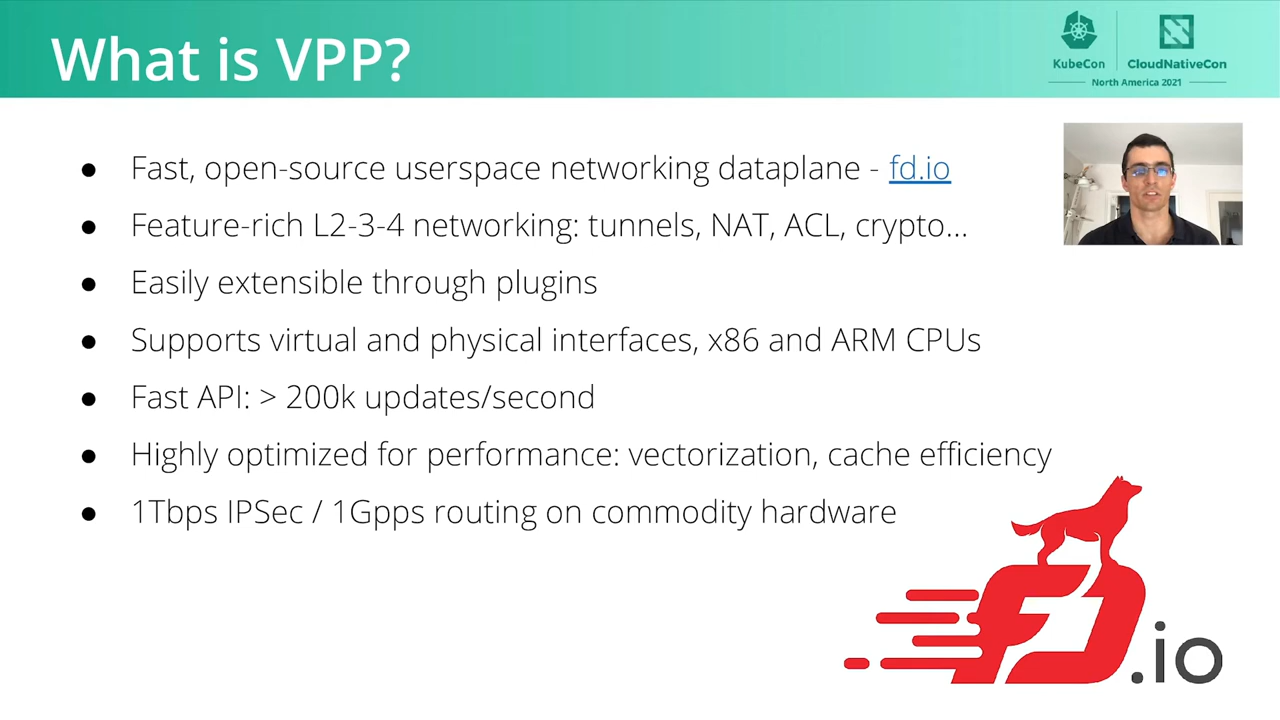 What is VPP?
KubeCon
CloudNativeCon
North America 2021
● Fast, open-source userspace networking dataplane - fd.io
● Feature-rich L2-3-4 networking: tunnels, NAT, ACL, crypto...
● Easily extensible through plugins
● Supports virtual and physical interfaces, x86 and ARM CPUs
● Fast API: > 200k updates/second
● Highly optimized for performance: vectorization, cache efficiency
● 1Tbps IPSec / 1Gpps routing on commodity hardware
FD.io